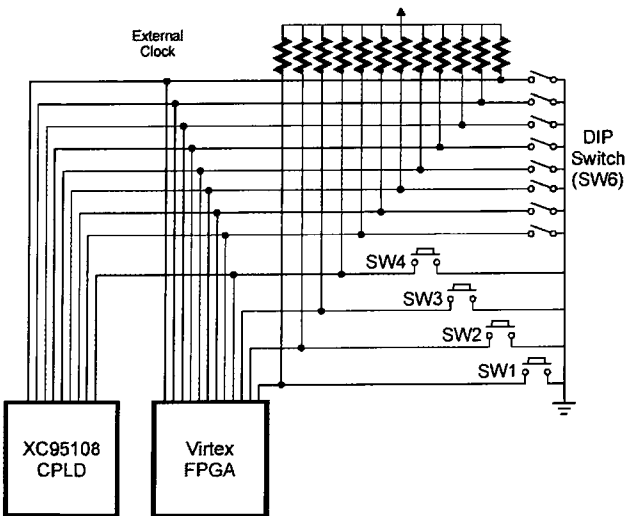 External
Clock
DIP
Switch
(SW6)
SW4
SW3
SW2
SW1
XC95108
CPLD
Virtex
FPGA